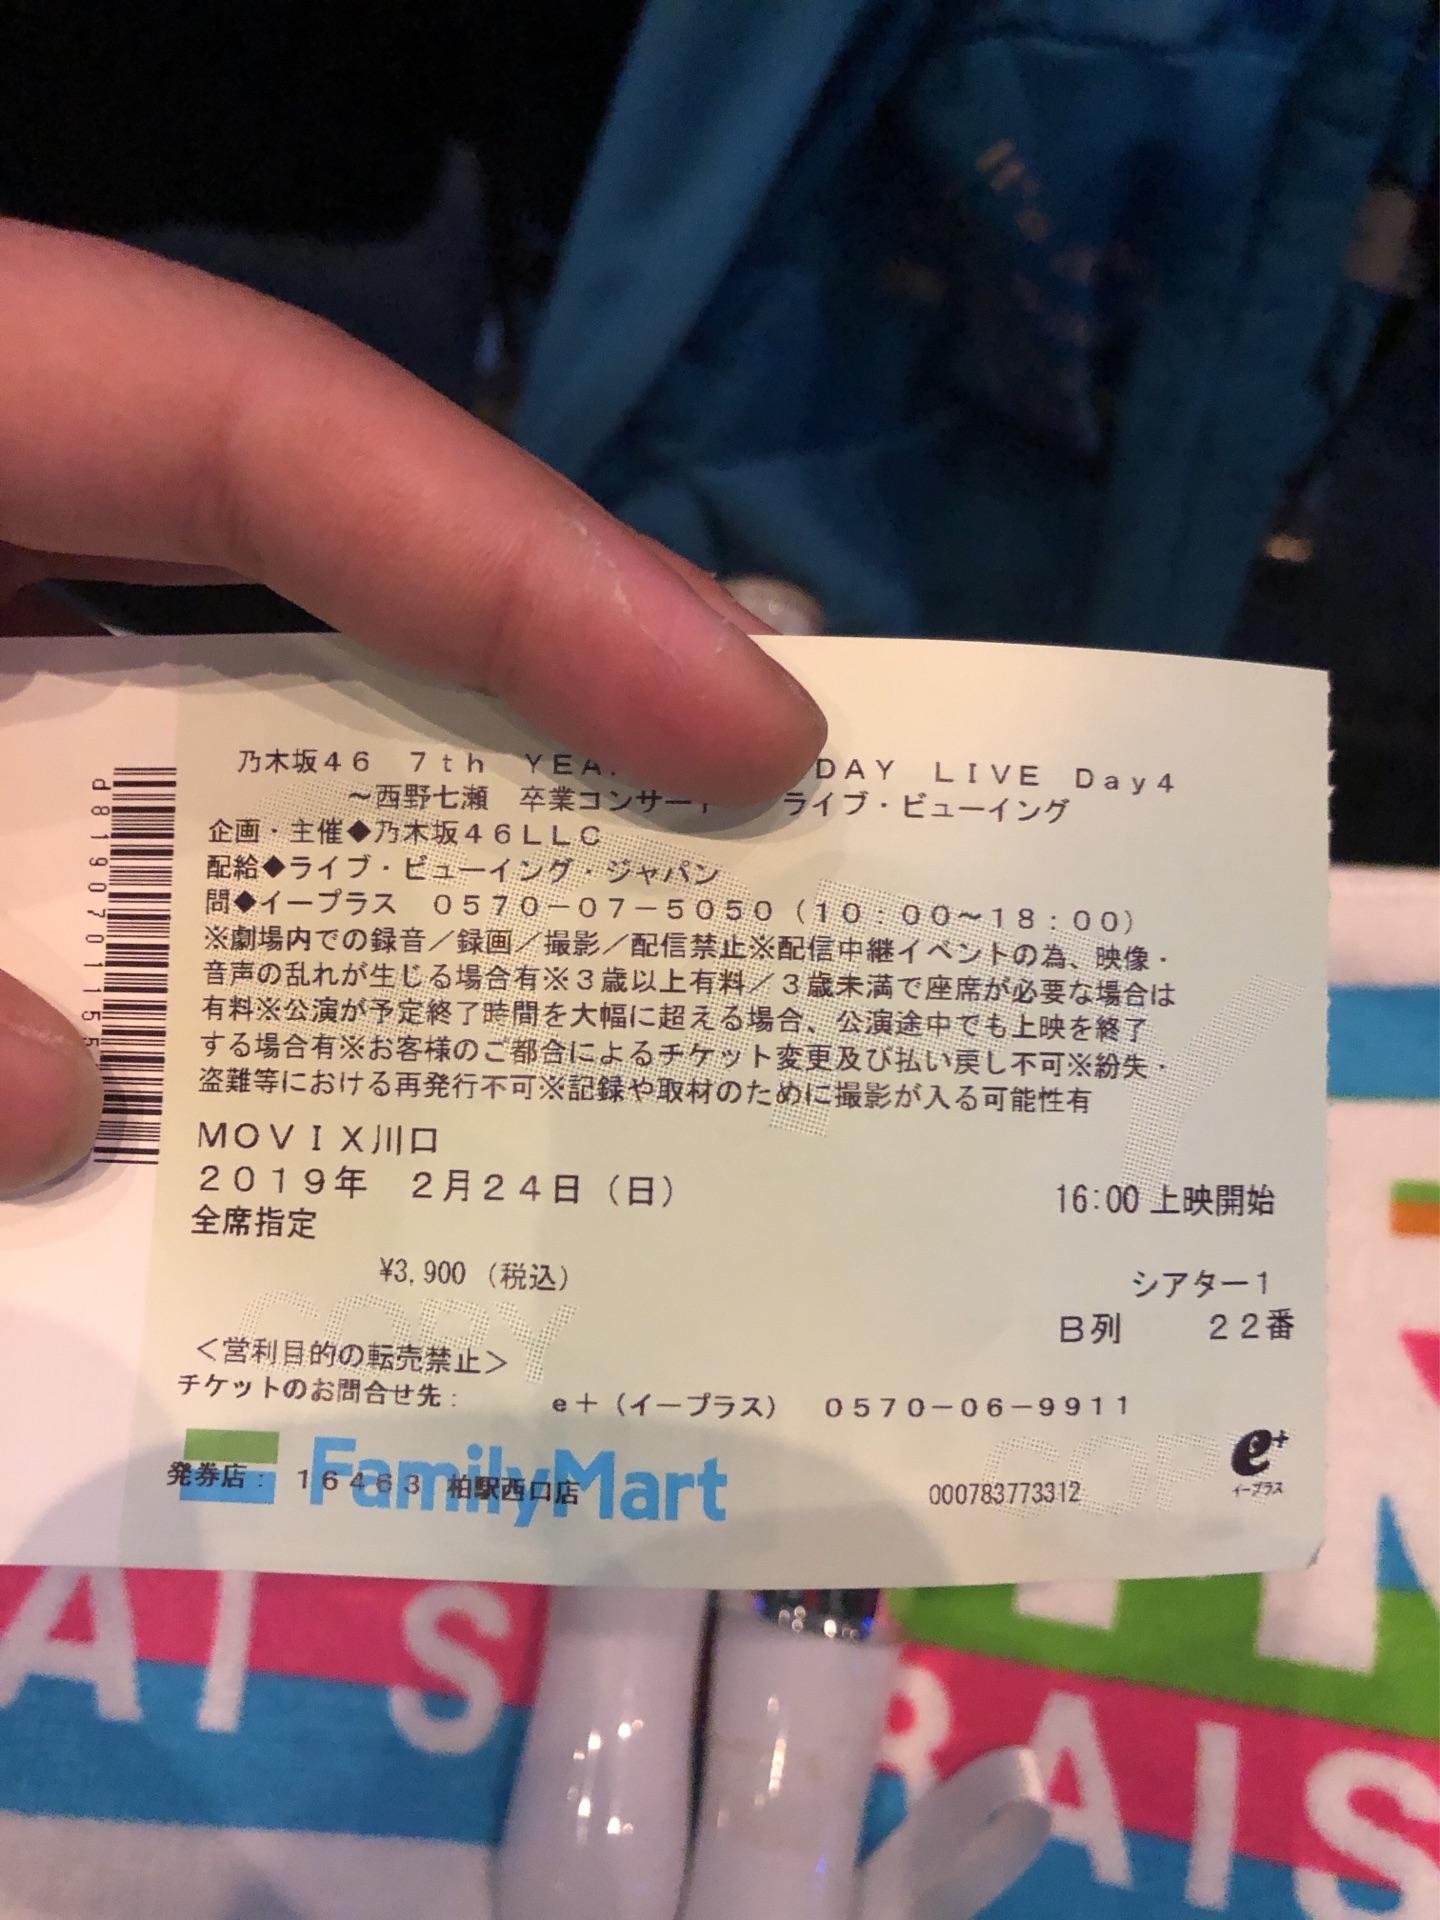 乃木坂46 7th YEA DAY LIVE Day4
～西野七瀬 卒業コンサート ライブ・ビューイング
企画・主催◆乃木坂46LLC
配給◆ライブ・ビューイング・ジャパン
問◆イープラス 0570-07-5050(10:00～18:00)
※劇場内での録音／録画／撮影／配信禁止※配信中継イベントの為、映像・
音声の乱れが生じる場合有※3歳以上有料／3歳未満で座席が必要な場合は
有料※公演が予定終了時間を大幅に超える場合、公演途中でも上映を終了
する場合有※お客様のご都合によるチケット変更及び払い戻し不可※紛失・
盗難等における再発行不可※記録や取材のために撮影が入る可能性有
MOVIX川口
2019年 2月24日(日) 16:00 上映開始
全席指定
¥3,900 (税込)
シアター1
B列 22番
＜営利目的の転売禁止＞
チケットのお問合せ先: e+(イープラス) 0570-06-9911
FamilyMart
発券店: 16463 柏駅西口店
000783773312
e+
イープラス
COPY
d819070115
AIS
RAIS